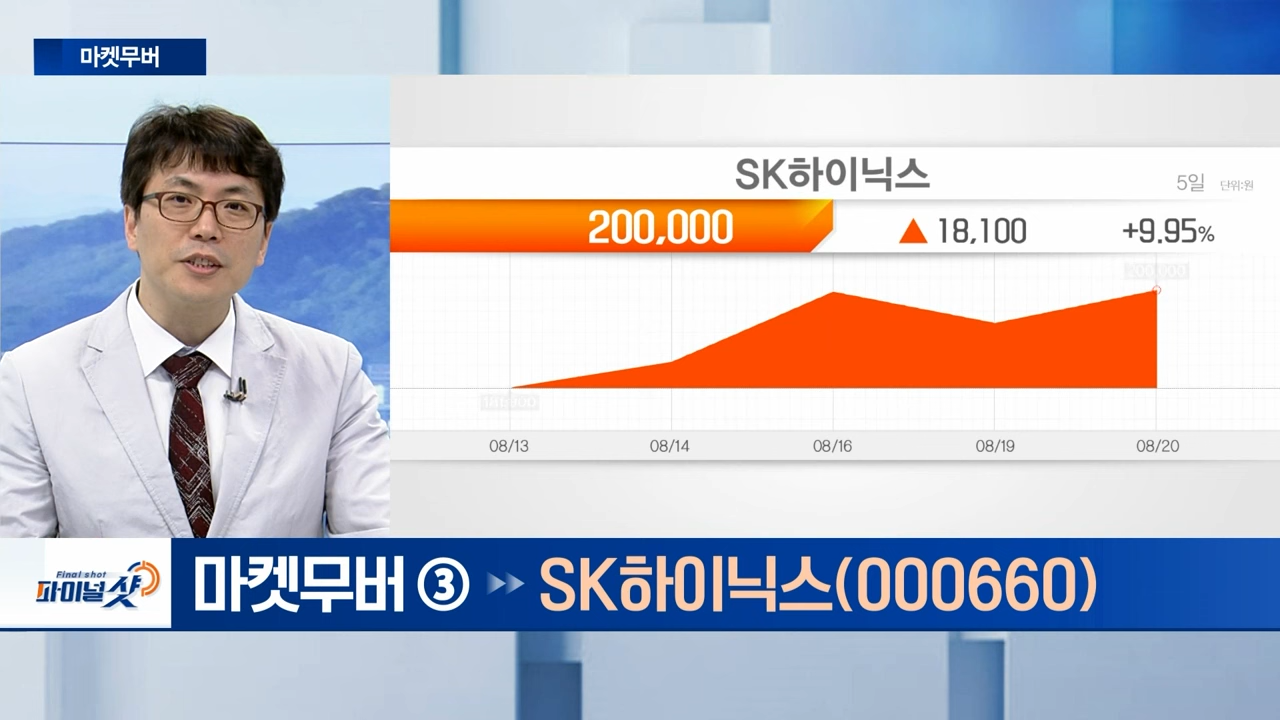 마켓무버
SK하이닉스
5일 단위:원
200,000 ▲ 18,100 +9.95%
200,000
08/13 08/14 08/16 08/19 08/20
Final shot
파이널샷
마켓무버 ③ SK하이닉스(000660)